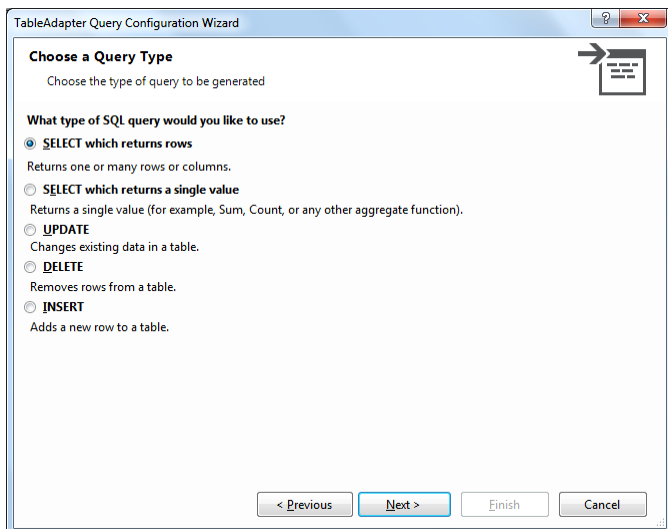 TableAdapter Query Configuration Wizard
Choose a Query Type
Choose the type of query to be generated
What type of SQL query would you like to use?
SELECT which returns rows
Returns one or many rows or columns.
SELECT which returns a single value
Returns a single value (for example, Sum, Count, or any other aggregate function).
UPDATE
Changes existing data in a table.
DELETE
Removes rows from a table.
INSERT
Adds a new row to a table.
< Previous Next > Finish Cancel